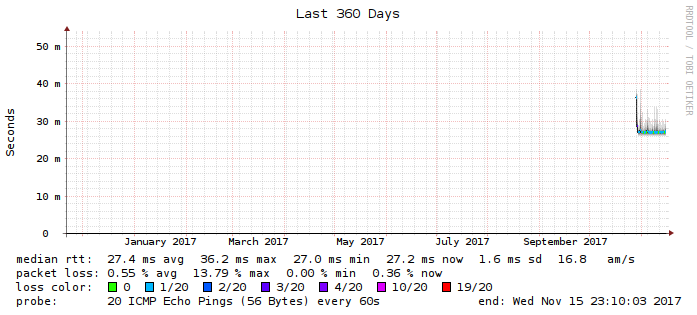 Last 360 Days
RRDTOOL / TOBI OETIKER
Seconds
50 m
40 m
30 m
20 m
10 m
0
January 2017 March 2017 May 2017 July 2017 September 2017
median rtt: 27.4 ms avg 36.2 ms max 27.0 ms min 27.2 ms now 1.6 ms sd 16.8 am/s
packet loss: 0.55 % avg 13.79 % max 0.00 % min 0.36 % now
loss color: 0 1/20 2/20 3/20 4/20 10/20 19/20
probe: 20 ICMP Echo Pings (56 Bytes) every 60s end: Wed Nov 15 23:10:03 2017